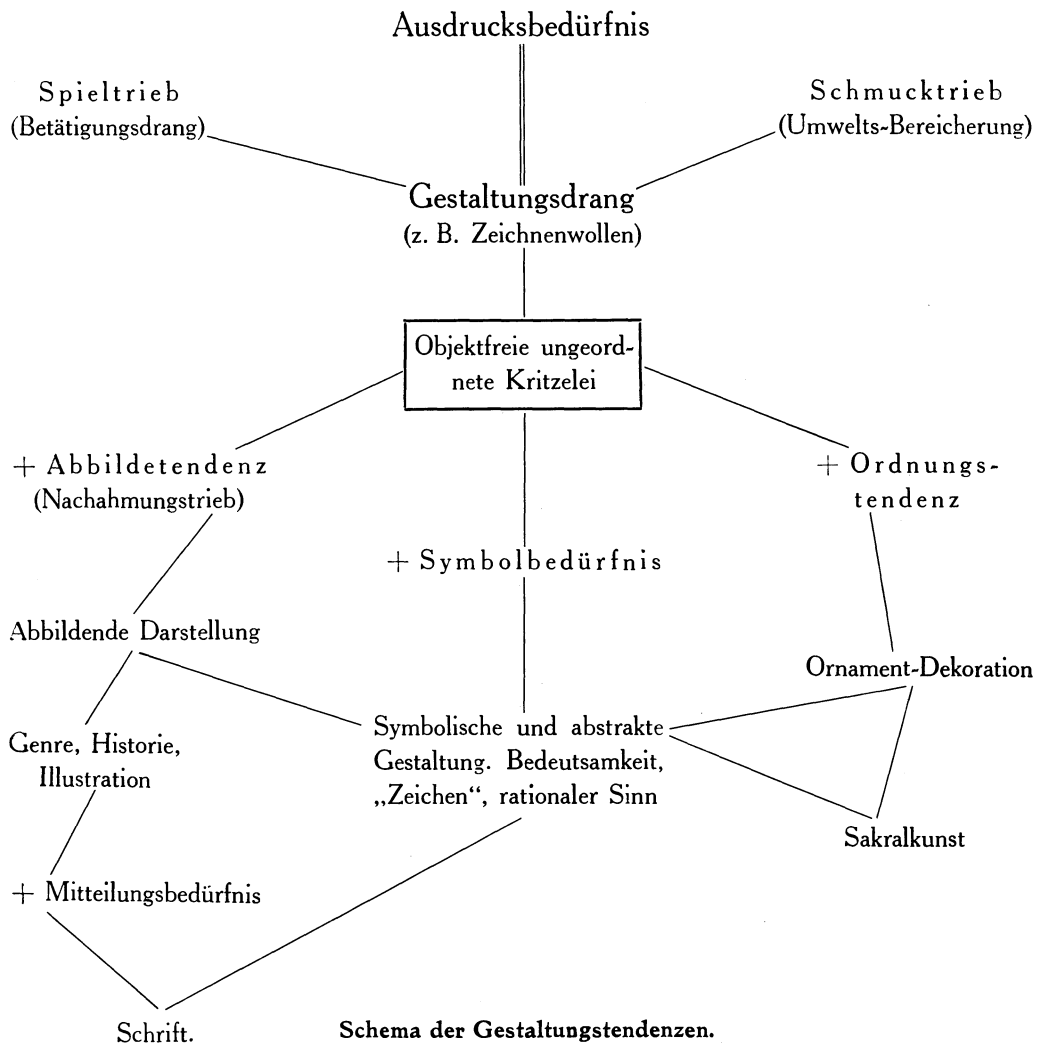 Ausdrucksbedürfnis
Spieltrieb
(Betätigungsdrang)
Schmucktrieb
(Umwelts-Bereicherung)
Gestaltungsdrang
(z. B. Zeichnenwollen)
Objektfreie ungeord-
nete Kritzelei
+ Abbildetendenz
(Nachahmungstrieb)
+ Ordnungs-
tendenz
+ Symbolbedürfnis
Abbildende Darstellung
Ornament-Dekoration
Genre, Historie,
Illustration
Symbolische und abstrakte
Gestaltung. Bedeutsamkeit,
„Zeichen“, rationaler Sinn
Sakralkunst
+ Mitteilungsbedürfnis
Schrift.
Schema der Gestaltungstendenzen.